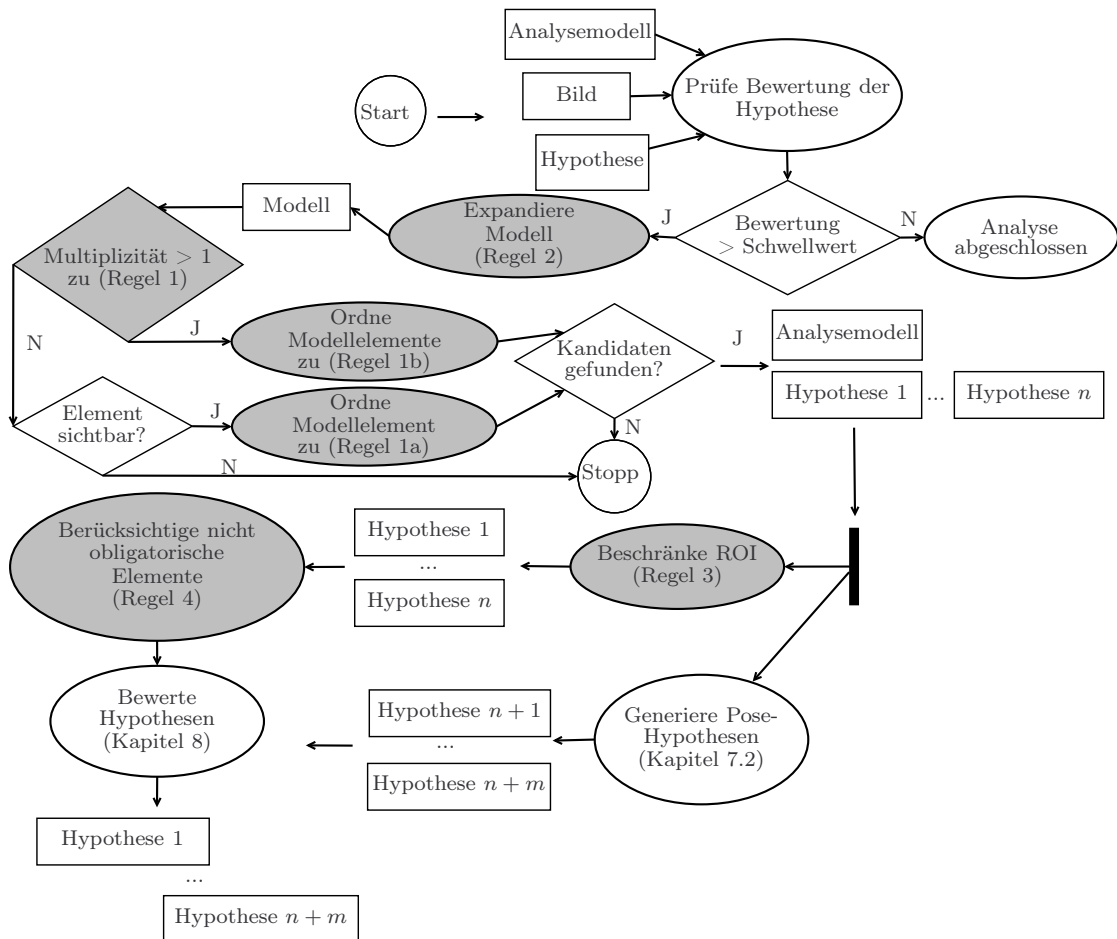 Analysemodell
Start
Bild
Hypothese
Prüfe Bewertung der
Hypothese
Multiplizität > 1
zu (Regel 1)
Modell
Expandiere
Modell
(Regel 2)
J
Bewertung
> Schwellwert
N
Analyse
abgeschlossen
N
J
Ordne
Modellelemente
zu (Regel 1b)
Kandidaten
gefunden?
J
Analysemodell
Hypothese 1
...
Hypothese n
Element
sichtbar?
J
Ordne
Modellelement
zu (Regel 1a)
N
N
Stopp
Berücksichtige nicht
obligatorische
Elemente
(Regel 4)
Hypothese 1
...
Hypothese n
Beschränke ROI
(Regel 3)
Bewerte
Hypothesen
(Kapitel 8)
Hypothese n + 1
...
Hypothese n + m
Generiere Pose-
Hypothesen
(Kapitel 7.2)
Hypothese 1
...
Hypothese n + m